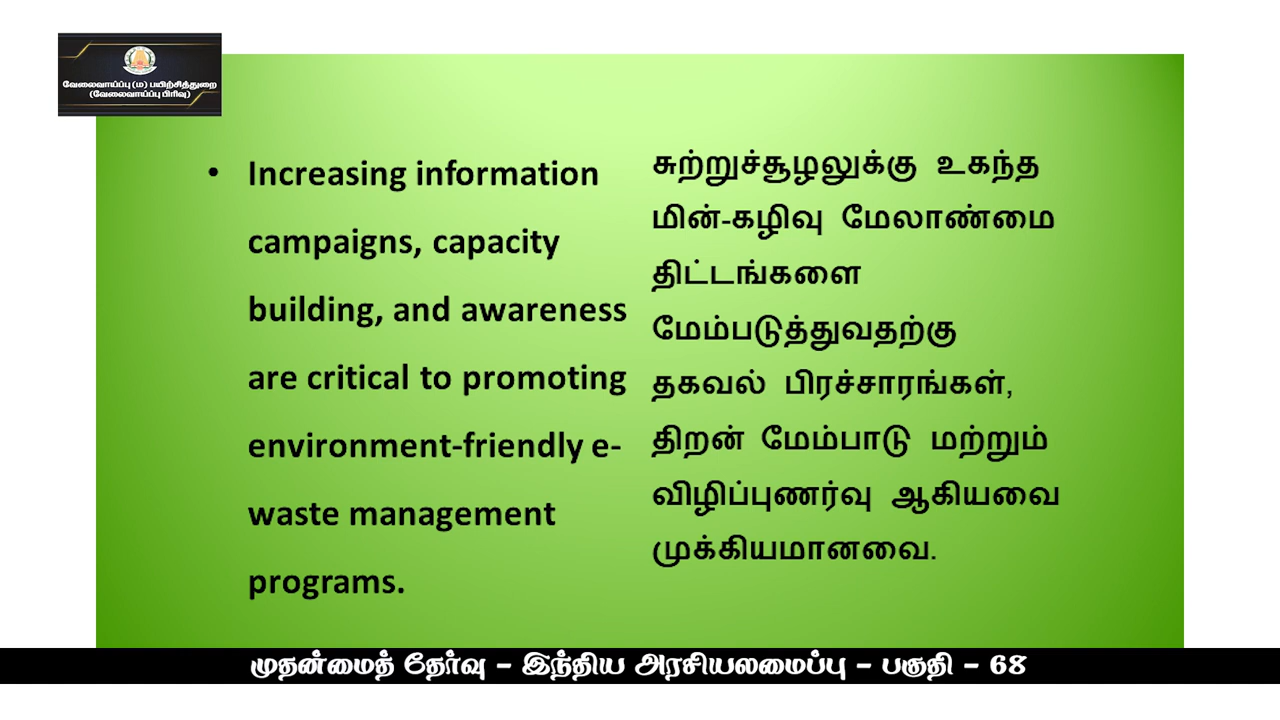 வேலைவாய்ப்பு (ம) பயிற்சித்துறை
(வேலைவாய்ப்பு பிரிவு)
• Increasing information
campaigns, capacity
building, and awareness
are critical to promoting
environment-friendly e-
waste management
programs.
சுற்றுச்சூழலுக்கு உகந்த
மின்-கழிவு மேலாண்மை
திட்டங்களை
மேம்படுத்துவதற்கு
தகவல் பிரச்சாரங்கள்,
திறன் மேம்பாடு மற்றும்
விழிப்புணர்வு ஆகியவை
முக்கியமானவை.
முதன்மைத் தேர்வு – இந்திய அரசியலமைப்பு – பகுதி – 68